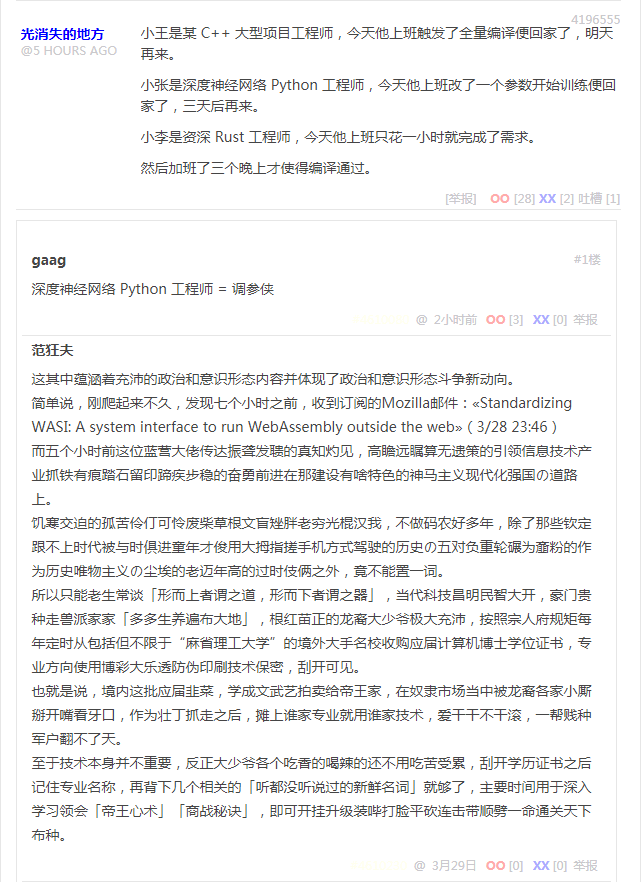 4196555
光消失的地方
@5 HOURS AGO
小王是某 C++ 大型项目工程师，今天他上班触发了全量编译便回家了，明天
再来。
小张是深度神经网络 Python 工程师，今天他上班改了一个参数开始训练便回
家了，三天后再来。
小李是资深 Rust 工程师，今天他上班只花一小时就完成了需求。
然后加班了三个晚上才使得编译通过。
[举报] OO [28] XX [2] 吐槽 [1]
gaag #1楼
深度神经网络 Python 工程师 = 调参侠
@ 2小时前 OO [3] XX [0] 举报
范狂夫
这其中蕴涵着充沛的政治和意识形态内容并体现了政治和意识形态斗争新动向。
简单说，刚爬起来不久，发现七个小时之前，收到订阅的Mozilla邮件：«Standardizing
WASI: A system interface to run WebAssembly outside the web»（ 3/28 23:46 ）
而五个小时前这位蓝营大佬传达振聋发聩的真知灼见，高瞻远瞩算无遗策的引领信息技术产
业抓铁有痕踏石留印蹄疾步稳的奋勇前进在那建设有啥特色的神马主义现代化强国の道路
上。
饥寒交迫的孤苦伶仃可怜废柴草根文盲矬胖老穷光棍汉我，不做码农好多年，除了那些钦定
跟不上时代被与时俱进童年才俊用大拇指搓手机方式驾驶的历史の五对负重轮碾为齑粉的作
为历史唯物主义の尘埃的老迈年高的过时伎俩之外，竟不能置一词。
所以只能老生常谈「形而上者谓之道，形而下者谓之器」，当代科技昌明民智大开，豪门贵
种走兽派家家「多多生养遍布大地」，根红苗正的龙裔大少爷极大充沛，按照宗人府规矩每
年定时从包括但不限于“麻省理工大学”的境外大手名校收购应届计算机博士学位证书，专
业方向使用博彩大乐透防伪印刷技术保密，刮开可见。
也就是说，境内这批应届韭菜，学成文武艺拍卖给帝王家，在奴隶市场当中被龙裔各家小厮
掰开嘴看牙口，作为壮丁抓走之后，摊上谁家专业就用谁家技术，爱干干不干滚，一帮贱种
军户翻不了天。
至于技术本身并不重要，反正大少爷各个吃香的喝辣的还不用吃苦受累，刮开学历证书之后
记住专业名称，再背下几个相关的「听都没听说过的新鲜名词」就够了，主要时间用于深入
学习领会「帝王心术」「商战秘诀」，即可开挂升级装哔打脸平砍连击带顺劈一命通关天下
布种。
@ 3月29日 OO [0] XX [0] 举报